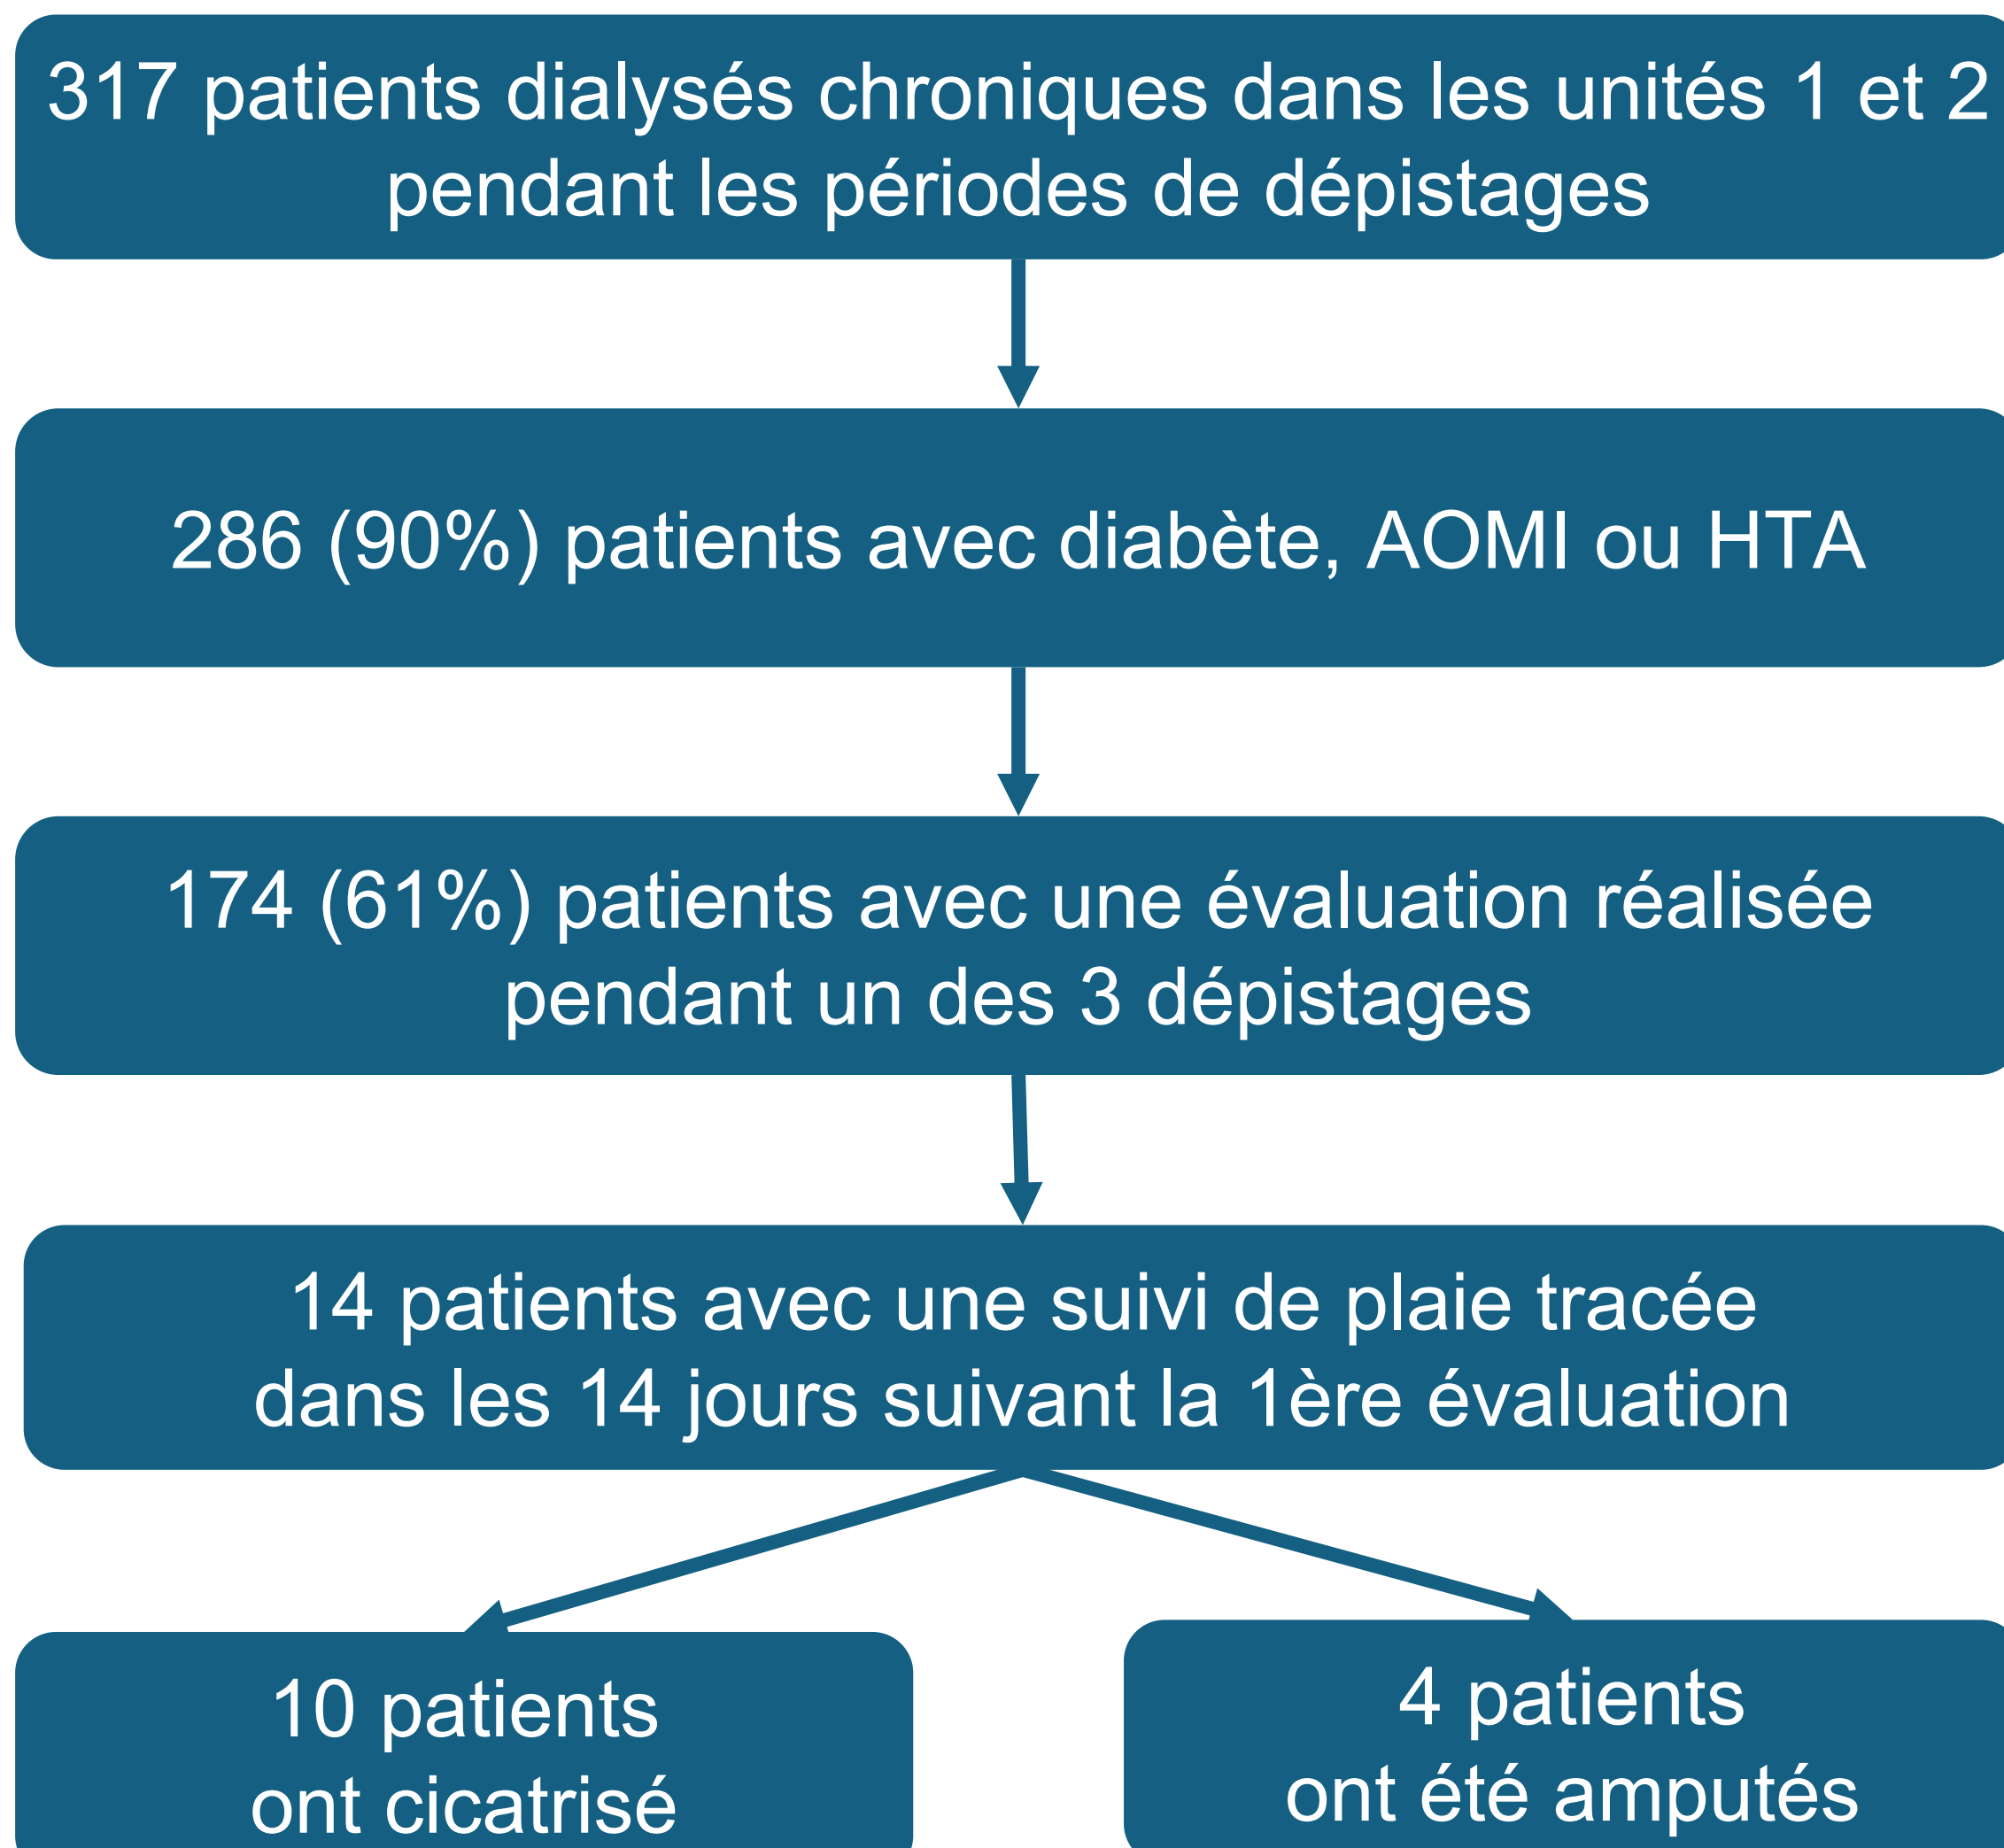 317 patients dialysés chroniques dans les unités 1 et 2
pendant les périodes de dépistages
286 (90%) patients avec diabète, AOMI ou HTA
174 (61%) patients avec une évaluation réalisée
pendant un des 3 dépistages
14 patients avec une suivi de plaie tracée
dans les 14 jours suivant la 1ère évaluation
10 patients
ont cicatrisé
4 patients
ont été amputés